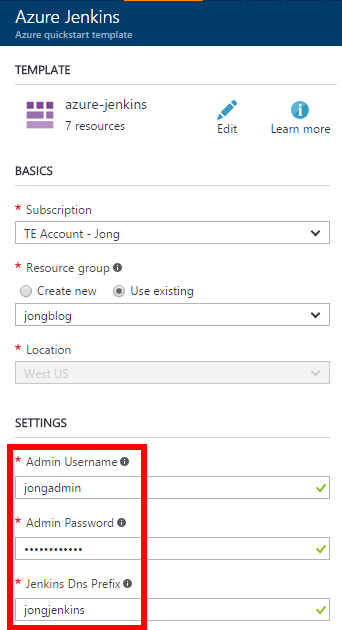 Azure Jenkins
Azure quickstart template
TEMPLATE
azure-jenkins
7 resources
Edit
Learn more
BASICS
* Subscription
TE Account - Jong
* Resource group
Create new
Use existing
jongblog
* Location
West US
SETTINGS
* Admin Username
jongadmin
* Admin Password
••••••••••••
* Jenkins Dns Prefix
jongjenkins